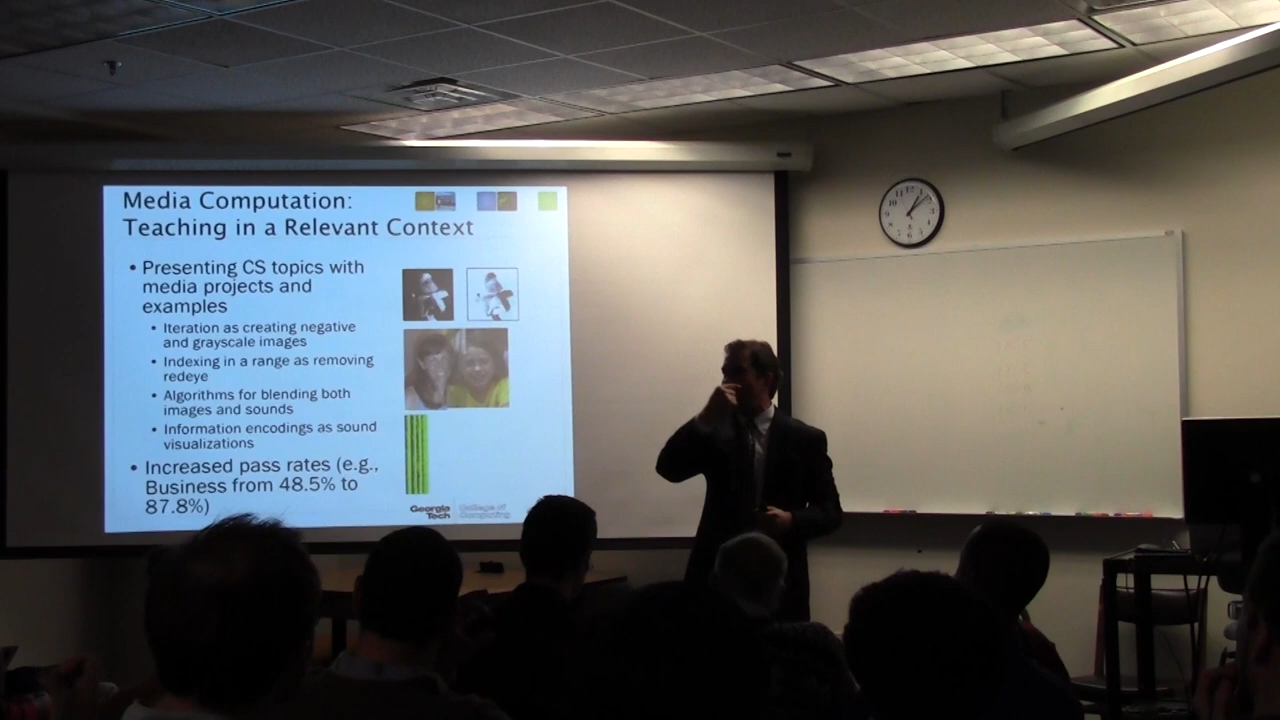 Media Computation:
Teaching in a Relevant Context
• Presenting CS topics with
media projects and
examples
• Iteration as creating negative
and grayscale images
• Indexing in a range as removing
redeye
• Algorithms for blending both
images and sounds
• Information encodings as sound
visualizations
• Increased pass rates (e.g.,
Business from 48.5% to
87.8%)
Georgia
Tech
College of
Computing